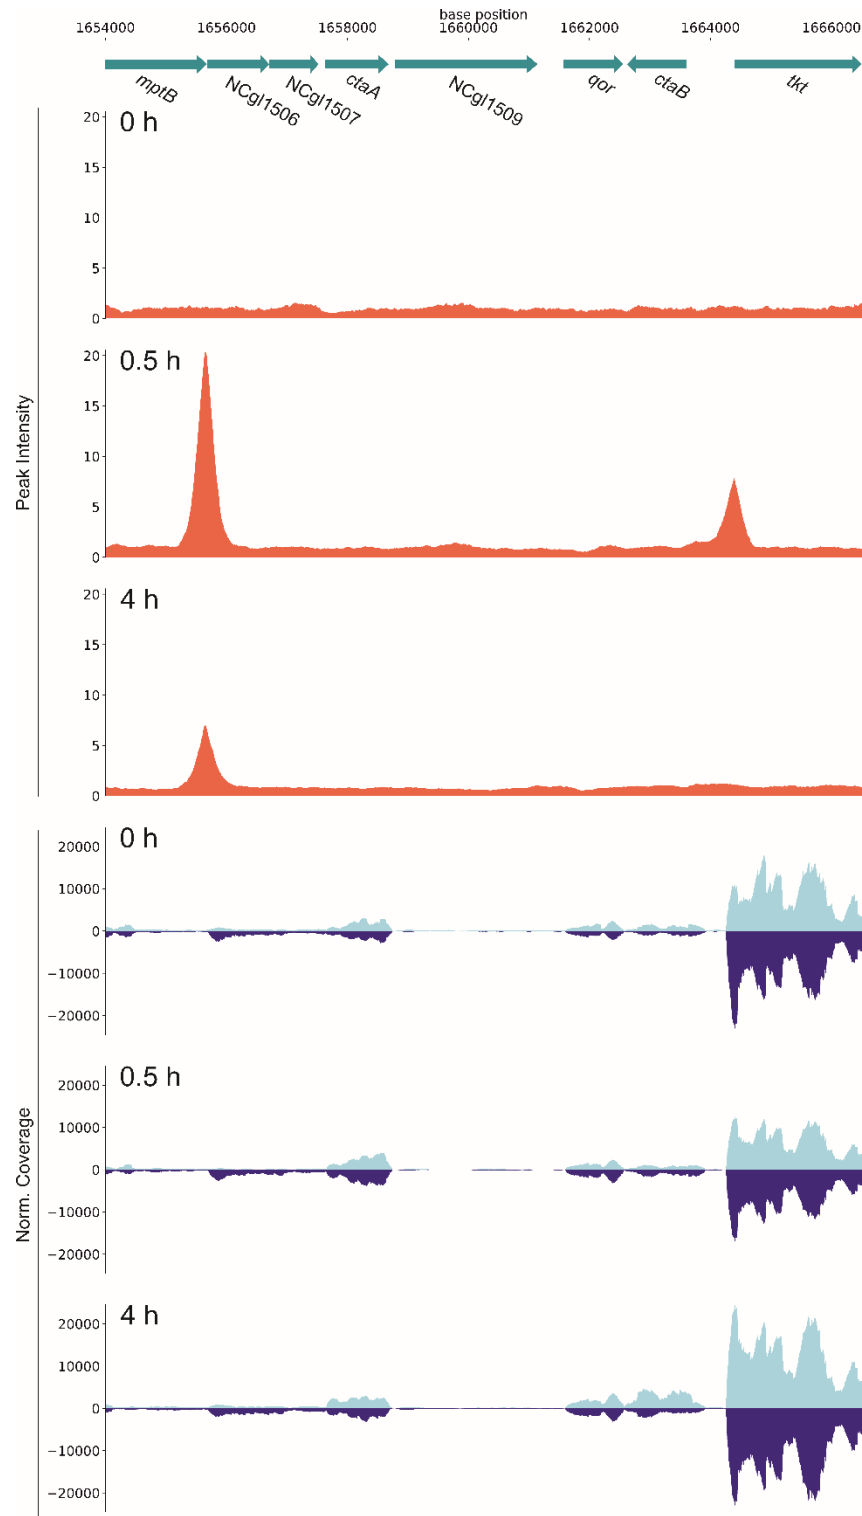 base position
1654000 1656000 1658000 1660000 1662000 1664000 1666000
mptB NCgl1506 NCgl1507 ctaA NCgl1509 qor ctaB tkt
Peak Intensity
0 h
20
15
10
5
0
0.5 h
20
15
10
5
0
4 h
20
15
10
5
0
Norm. Coverage
0 h
20000
10000
0
−10000
−20000
0.5 h
20000
10000
0
−10000
−20000
4 h
20000
10000
0
−10000
−20000